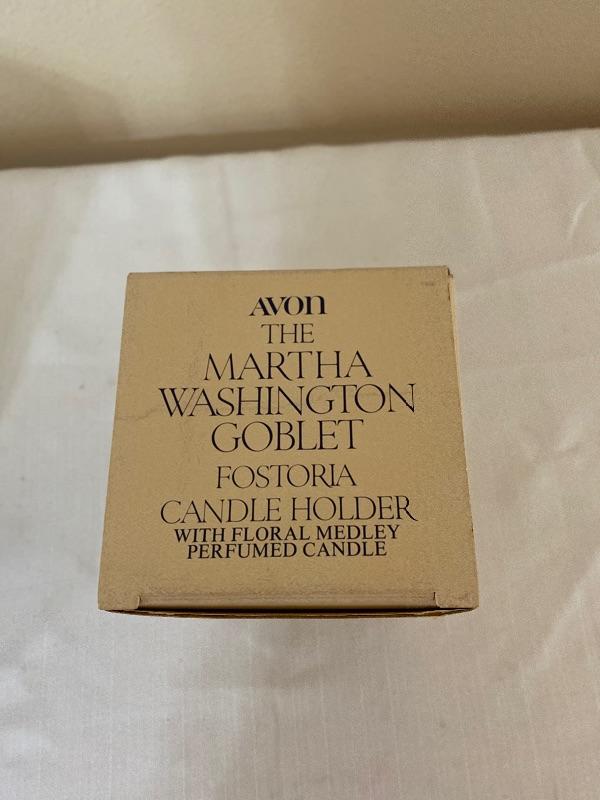 AVON
THE
MARTHA
WASHINGTON
GOBLET
FOSTORIA
CANDLE HOLDER
WITH FLORAL MEDLEY
PERFUMED CANDLE